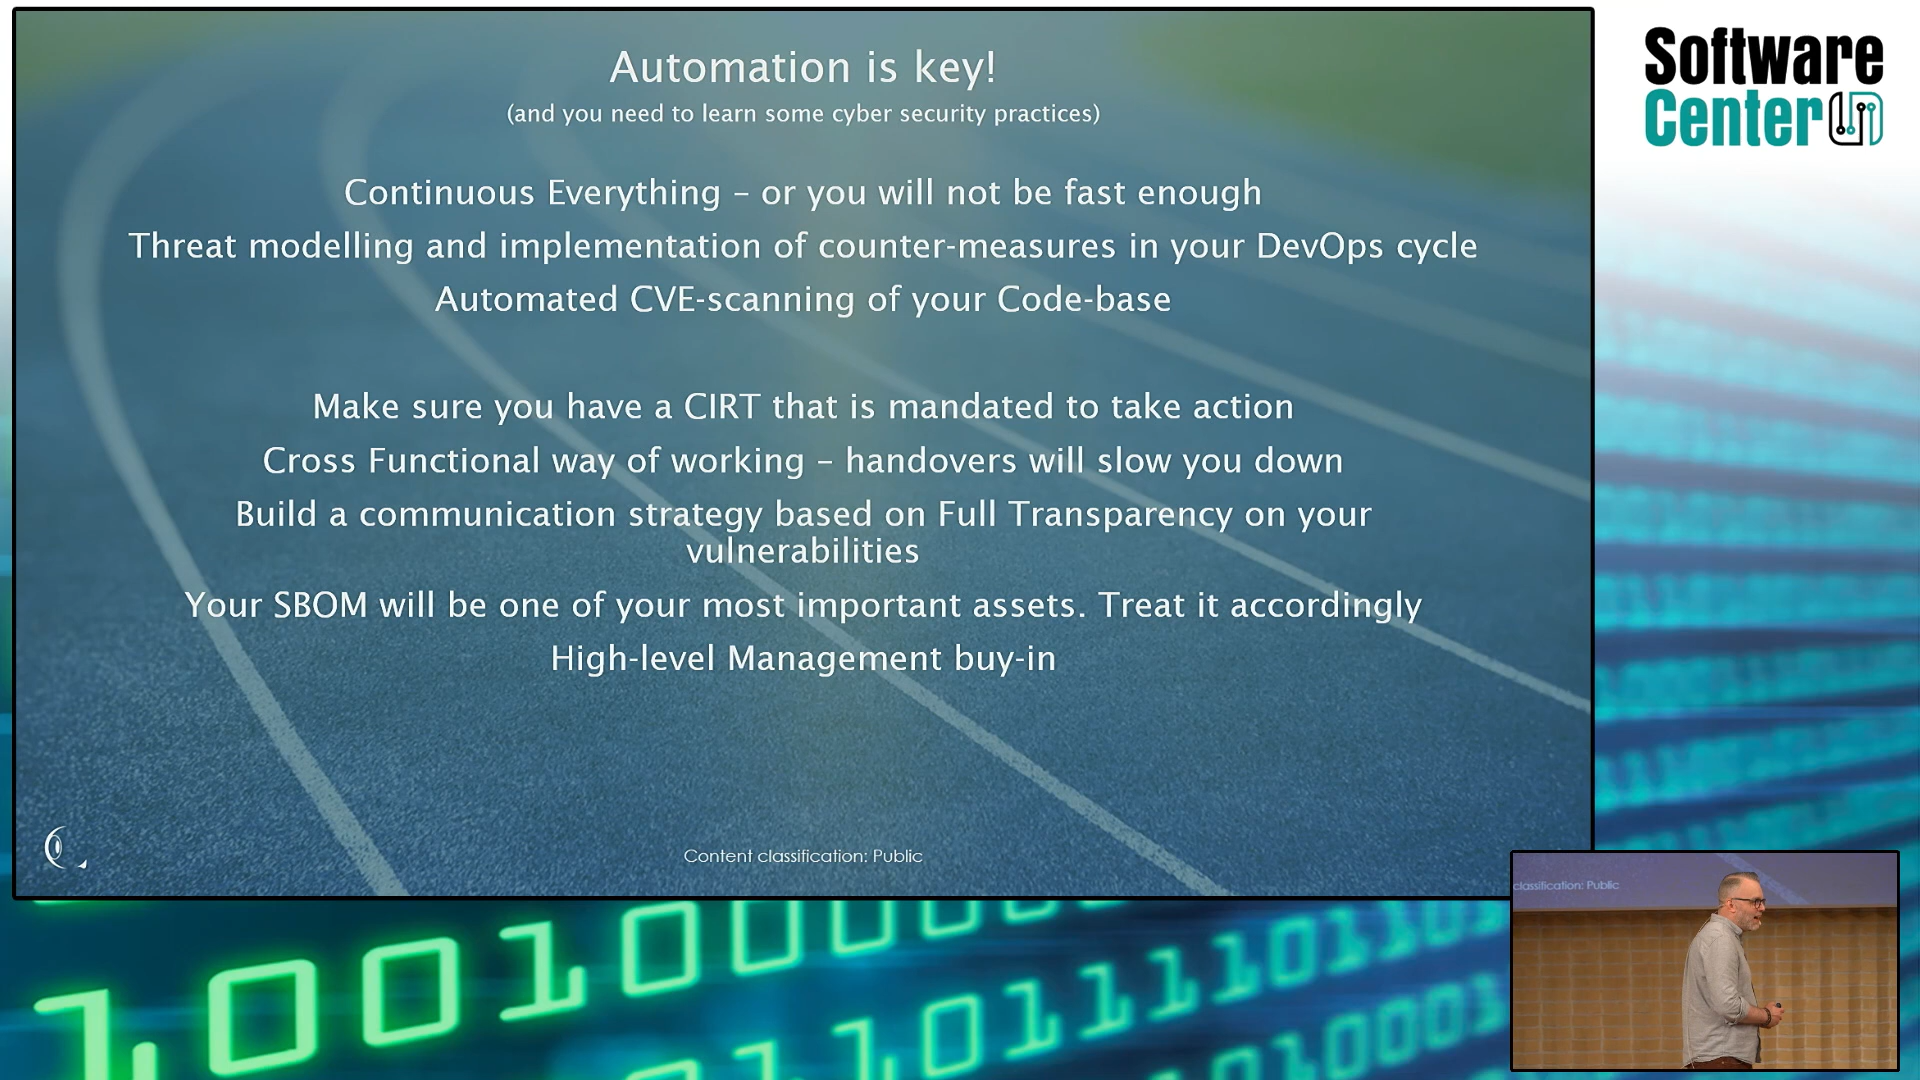 Automation is key!
(and you need to learn some cyber security practices)
Continuous Everything – or you will not be fast enough
Threat modelling and implementation of counter-measures in your DevOps cycle
Automated CVE-scanning of your Code-base
Make sure you have a CIRT that is mandated to take action
Cross Functional way of working – handovers will slow you down
Build a communication strategy based on Full Transparency on your
vulnerabilities
Your SBOM will be one of your most important assets. Treat it accordingly
High-level Management buy-in
Content classification: Public
Software
Center
classification: Public